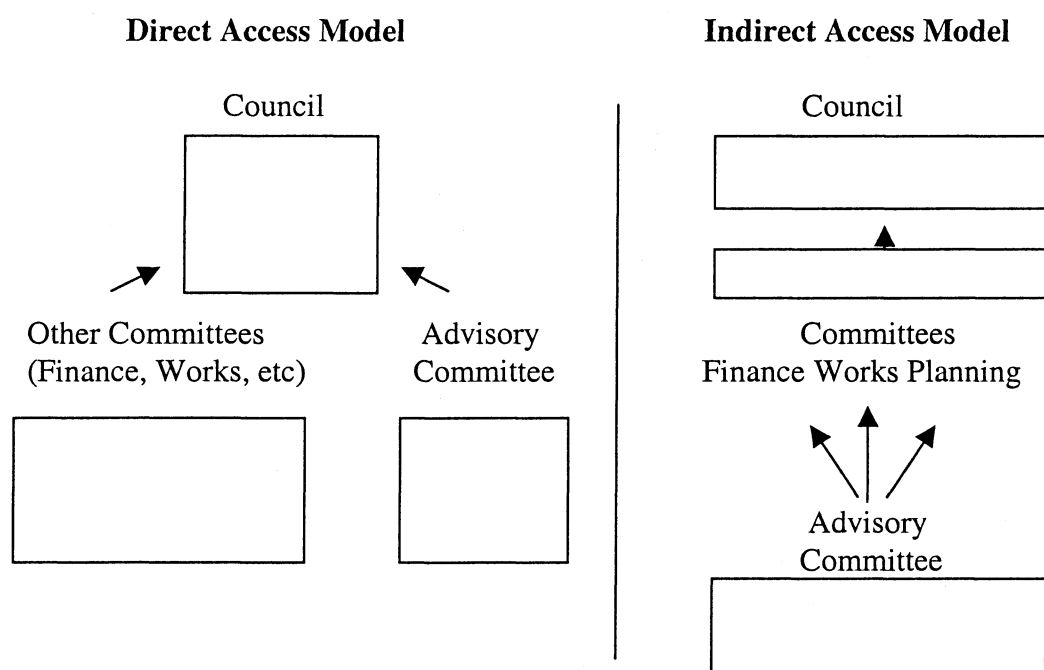 Direct Access Model
Council
Other Committees
(Finance, Works, etc)
Advisory
Committee
Indirect Access Model
Council
Committees
Finance Works Planning
Advisory
Committee